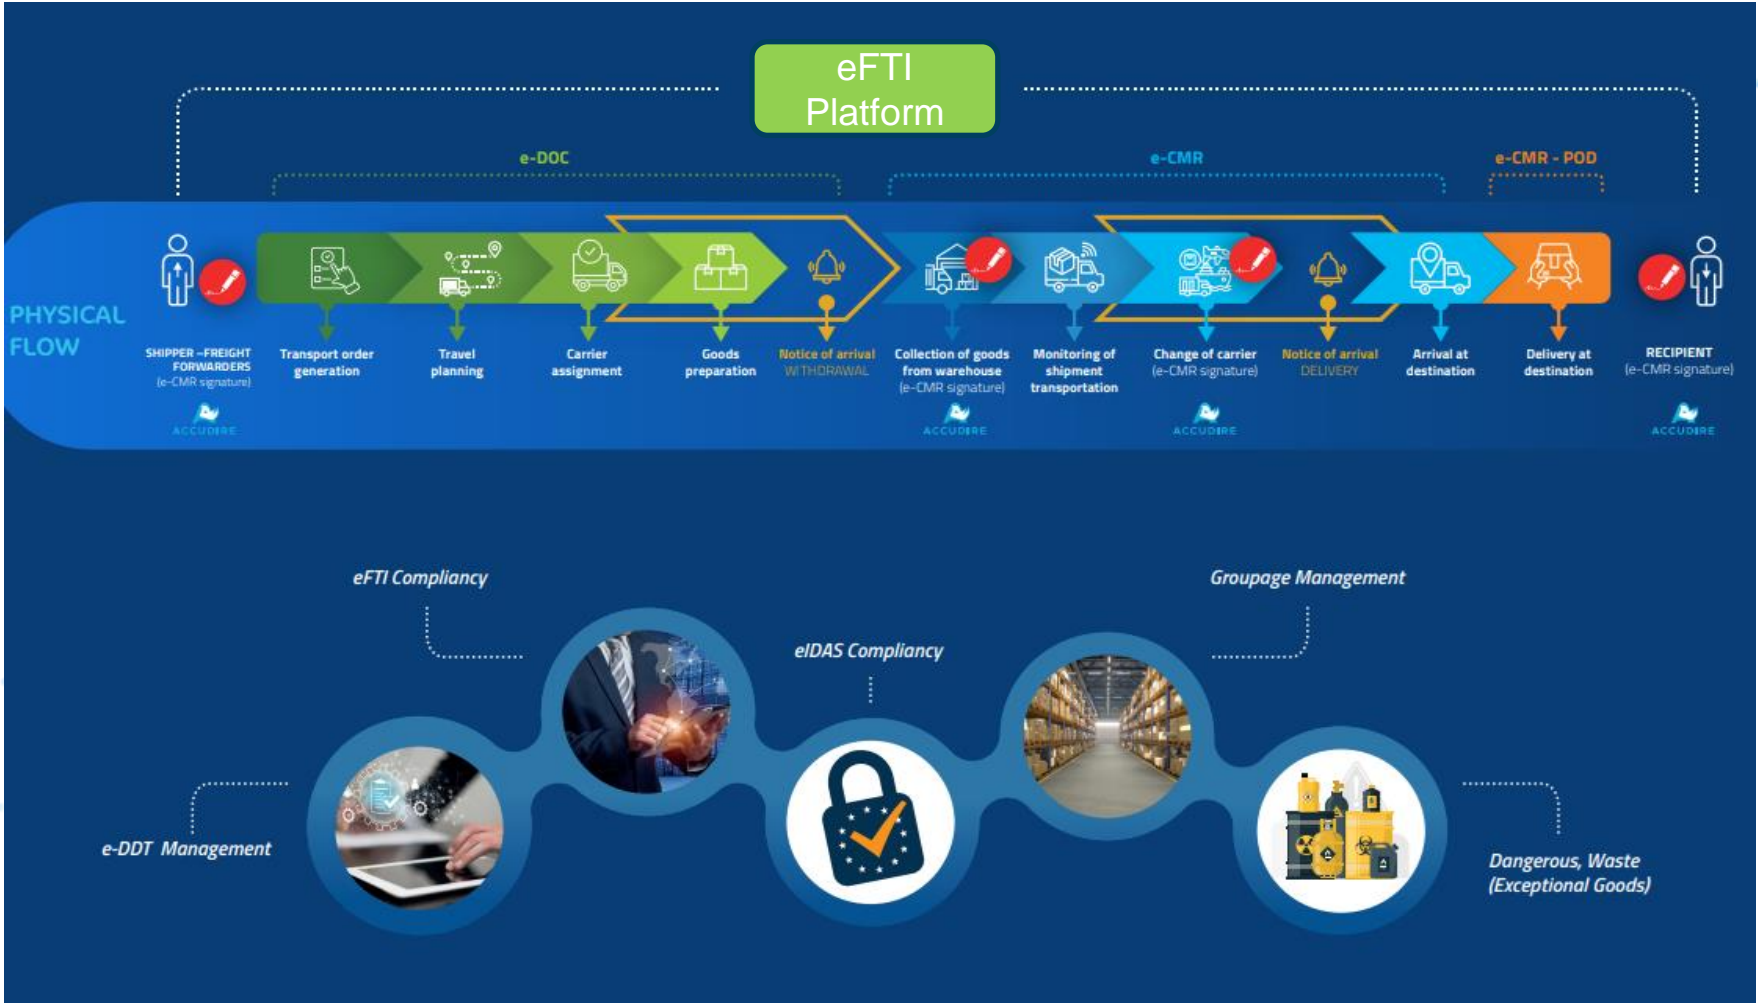 eFTI
Platform
e-DOC
e-CMR
e-CMR - POD
PHYSICAL
FLOW
SHIPPER –FREIGHT
FORWARDERS
(e-CMR signature)
ACCUDIRE
Transport order
generation
Travel
planning
Carrier
assignment
Goods
preparation
Notice of arrival
WITHDRAWAL
Collection of goods
from warehouse
(e-CMR signature)
ACCUDIRE
Monitoring of
shipment
transportation
Change of carrier
(e-CMR signature)
ACCUDIRE
Notice of arrival
DELIVERY
Arrival at
destination
Delivery at
destination
RECIPIENT
(e-CMR signature)
ACCUDIRE
eFTI Compliancy
Groupage Management
eIDAS Compliancy
e-DDT Management
Dangerous, Waste
(Exceptional Goods)